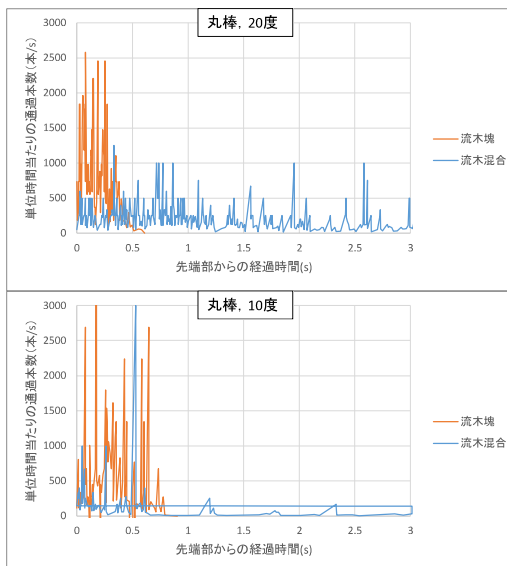 丸棒，20度
単位時間当たりの通過本数(本/s)
3000
2500
2000
1500
1000
500
0
0 0.5 1 1.5 2 2.5 3
先端部からの経過時間(s)
流木塊
流木混合
丸棒，10度
単位時間当たりの通過本数(本/s)
3000
2500
2000
1500
1000
500
0
0 0.5 1 1.5 2 2.5 3
先端部からの経過時間(s)
流木塊
流木混合